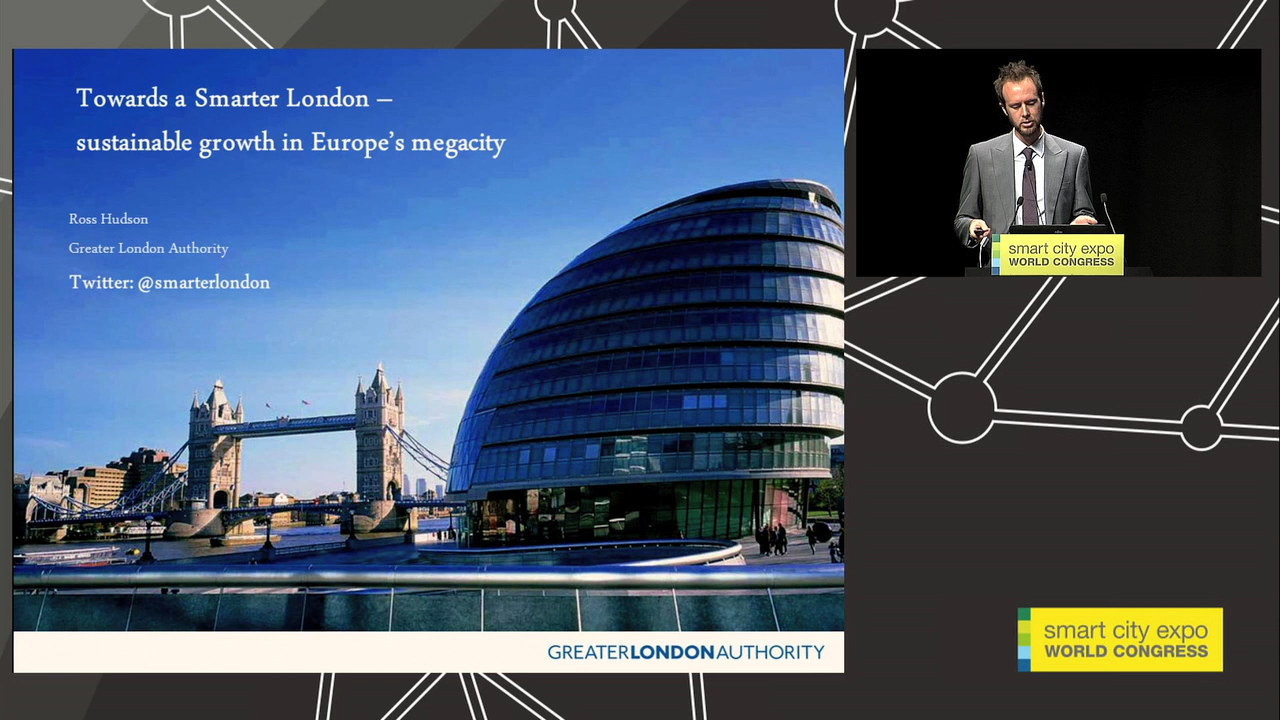 Towards a Smarter London –
sustainable growth in Europe's megacity
Ross Hudson
Greater London Authority
Twitter: @smarterlondon
GREATERLONDONAUTHORITY
smart city expo
WORLD CONGRESS
smart city expo
WORLD CONGRESS